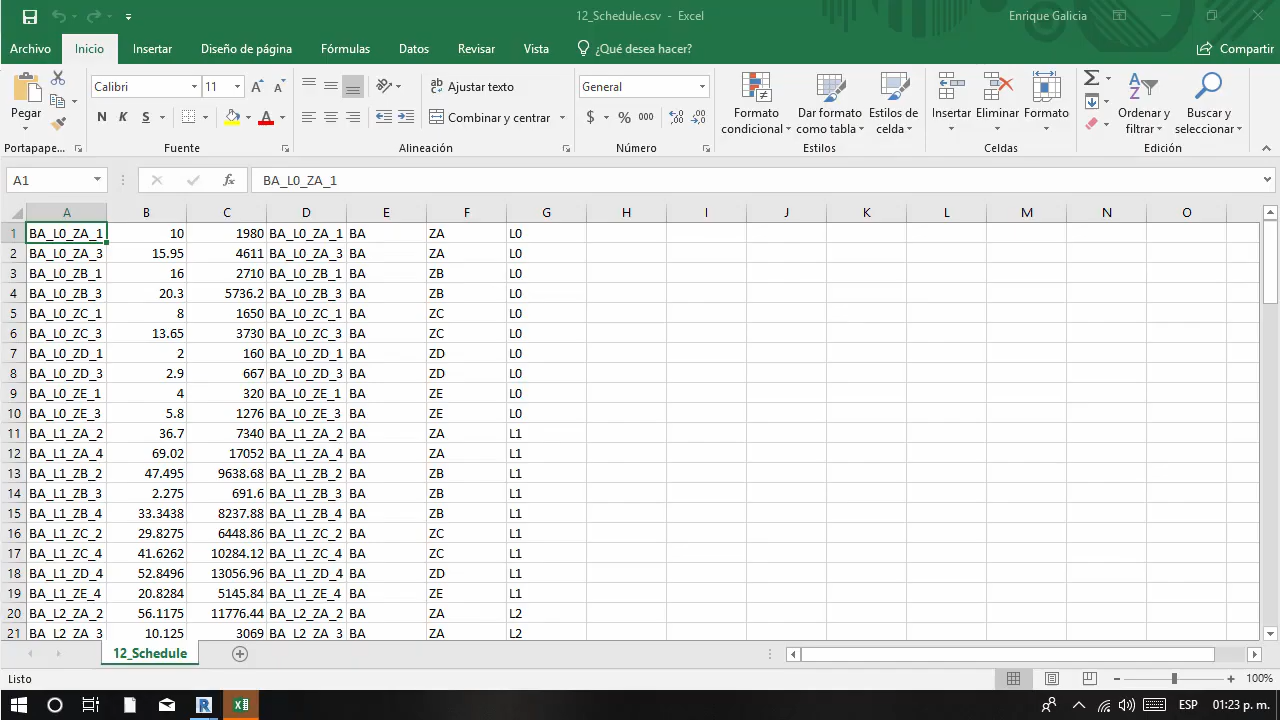 12_Schedule.csv - Excel
Enrique Galicia
Archivo Inicio Insertar Diseño de página Fórmulas Datos Revisar Vista ¿Qué desea hacer? Compartir
Calibri 11 Ajustar texto General
Pegar N K S Combinar y centrar $ % 000 Formato condicional Dar formato como tabla Estilos de celda Insertar Eliminar Formato Ordenar y filtrar Buscar y seleccionar
Portapape... Fuente Alineación Número Estilos Celdas Edición
A1 fx BA_L0_ZA_1
A B C D E F G H I J K L M N O
1 BA_L0_ZA_1 10 1980 BA_L0_ZA_1 BA ZA L0
2 BA_L0_ZA_3 15.95 4611 BA_L0_ZA_3 BA ZA L0
3 BA_L0_ZB_1 16 2710 BA_L0_ZB_1 BA ZB L0
4 BA_L0_ZB_3 20.3 5736.2 BA_L0_ZB_3 BA ZB L0
5 BA_L0_ZC_1 8 1650 BA_L0_ZC_1 BA ZC L0
6 BA_L0_ZC_3 13.65 3730 BA_L0_ZC_3 BA ZC L0
7 BA_L0_ZD_1 2 160 BA_L0_ZD_1 BA ZD L0
8 BA_L0_ZD_3 2.9 667 BA_L0_ZD_3 BA ZD L0
9 BA_L0_ZE_1 4 320 BA_L0_ZE_1 BA ZE L0
10 BA_L0_ZE_3 5.8 1276 BA_L0_ZE_3 BA ZE L0
11 BA_L1_ZA_2 36.7 7340 BA_L1_ZA_2 BA ZA L1
12 BA_L1_ZA_4 69.02 17052 BA_L1_ZA_4 BA ZA L1
13 BA_L1_ZB_2 47.495 9638.68 BA_L1_ZB_2 BA ZB L1
14 BA_L1_ZB_3 2.275 691.6 BA_L1_ZB_3 BA ZB L1
15 BA_L1_ZB_4 33.3438 8237.88 BA_L1_ZB_4 BA ZB L1
16 BA_L1_ZC_2 29.8275 6448.86 BA_L1_ZC_2 BA ZC L1
17 BA_L1_ZC_4 41.6262 10284.12 BA_L1_ZC_4 BA ZC L1
18 BA_L1_ZD_4 52.8496 13056.96 BA_L1_ZD_4 BA ZD L1
19 BA_L1_ZE_4 20.8284 5145.84 BA_L1_ZE_4 BA ZE L1
20 BA_L2_ZA_2 56.1175 11776.44 BA_L2_ZA_2 BA ZA L2
21 BA_L2_ZA_3 10.125 3069 BA_L2_ZA_3 BA ZA L2
12_Schedule
Listo 100%
ESP 01:23 p. m.